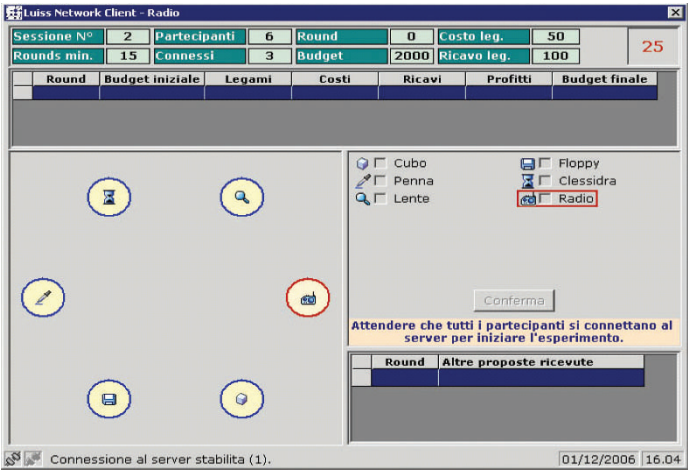 Luiss Network Client - Radio
Sessione N° 2 Partecipanti 6 Round 0 Costo leg. 50
25
Rounds min. 15 Connessi 3 Budget 2000 Ricavo leg. 100
Round Budget iniziale Legami Costi Ricavi Profitti Budget finale
Cubo Floppy
Penna Clessidra
Lente Radio
Conferma
Attendere che tutti i partecipanti si connettano al
server per iniziare l'esperimento.
Round Altre proposte ricevute
Connessione al server stabilita (1). 01/12/2006 16.04